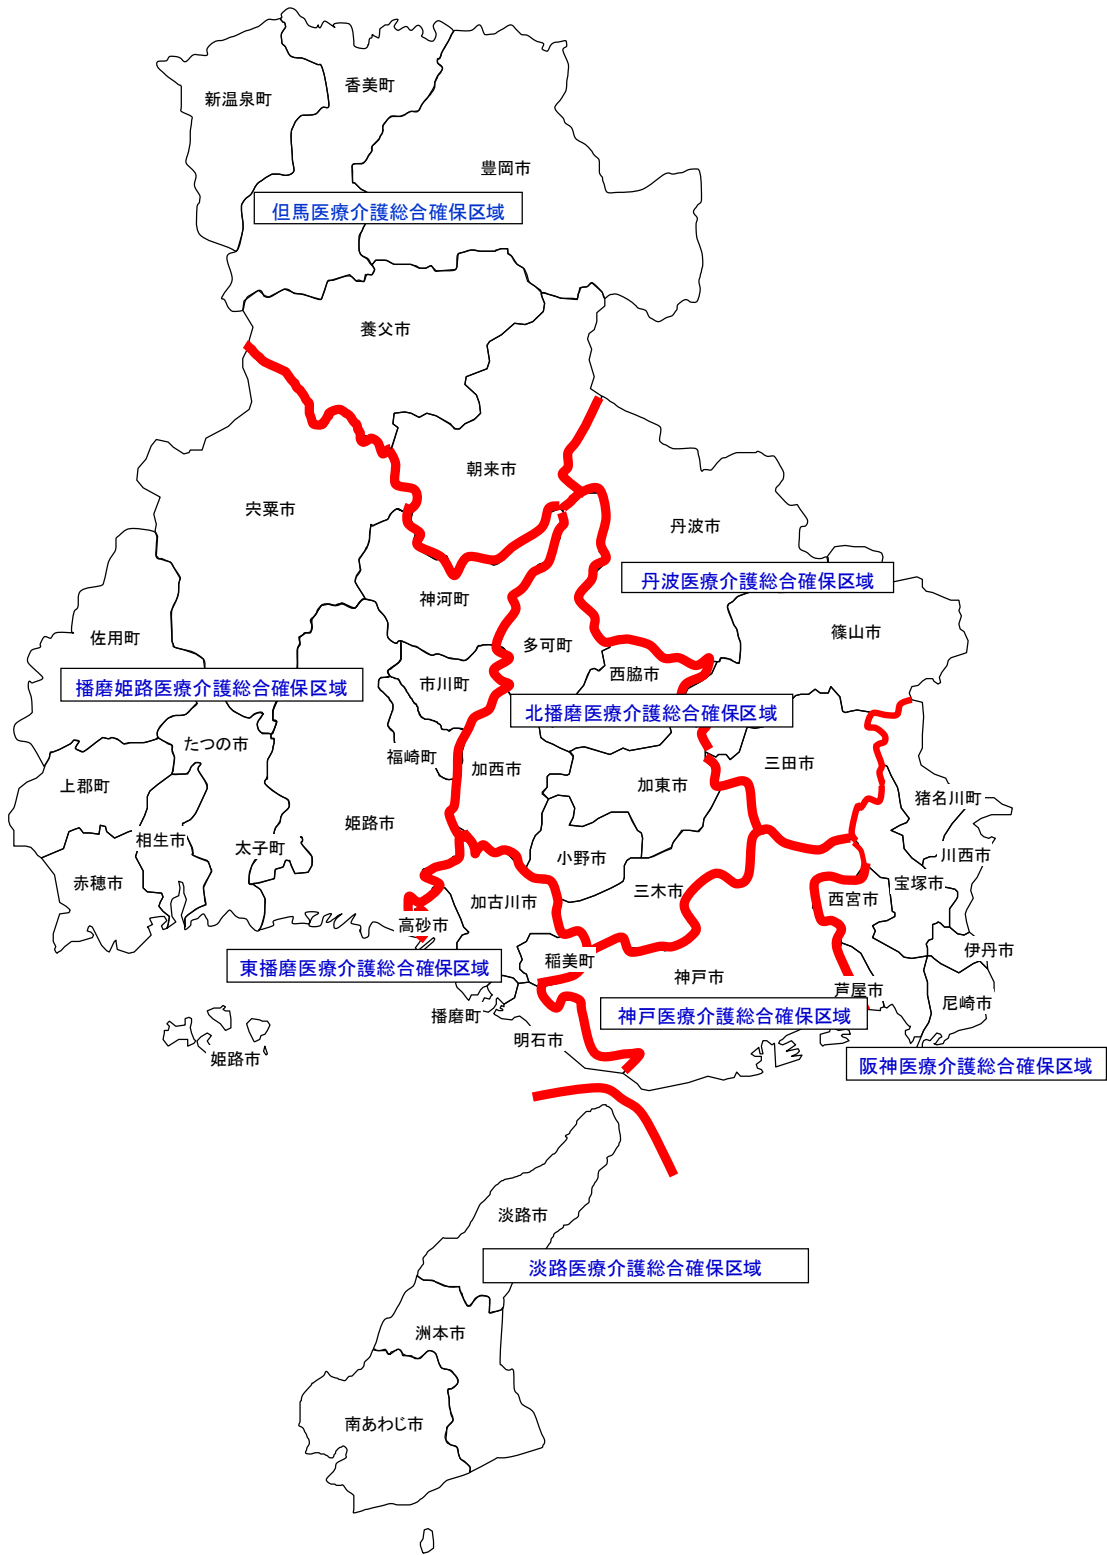 香美町
新温泉町
豊岡市
但馬医療介護総合確保区域
養父市
朝来市
宍粟市
丹波市
丹波医療介護総合確保区域
神河町
篠山市
佐用町
多可町
西脇市
市川町
播磨姫路医療介護総合確保区域
北播磨医療介護総合確保区域
たつの市
福崎町
加西市
三田市
上郡町
加東市
猪名川町
姫路市
相生市
太子町
小野市
川西市
赤穂市
宝塚市
三木市
西宮市
加古川市
高砂市
伊丹市
稲美町
東播磨医療介護総合確保区域
神戸市
芦屋市
尼崎市
播磨町
神戸医療介護総合確保区域
明石市
姫路市
阪神医療介護総合確保区域
淡路市
淡路医療介護総合確保区域
洲本市
南あわじ市